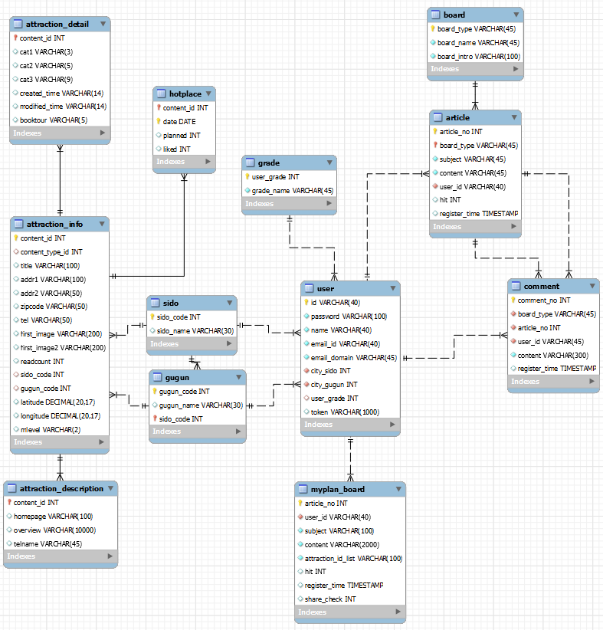 attraction_detail
content_id INT
cat1 VARCHAR(3)
cat2 VARCHAR(5)
cat3 VARCHAR(9)
created_time VARCHAR(14)
modified_time VARCHAR(14)
booktour VARCHAR(5)
Indexes
hotplace
content_id INT
date DATE
planned INT
liked INT
Indexes
board
board_type VARCHAR(45)
board_name VARCHAR(45)
board_intro VARCHAR(100)
Indexes
article
article_no INT
board_type VARCHAR(45)
subject VARCHAR(45)
content VARCHAR(45)
user_id VARCHAR(40)
hit INT
register_time TIMESTAMP
Indexes
grade
user_grade INT
grade_name VARCHAR(45)
Indexes
attraction_info
content_id INT
content_type_id INT
title VARCHAR(100)
addr1 VARCHAR(100)
addr2 VARCHAR(50)
zipcode VARCHAR(50)
tel VARCHAR(50)
first_image VARCHAR(200)
first_image2 VARCHAR(200)
readcount INT
sido_code INT
gugun_code INT
latitude DECIMAL(20,17)
longitude DECIMAL(20,17)
mlevel VARCHAR(2)
Indexes
sido
sido_code INT
sido_name VARCHAR(30)
Indexes
gugun
gugun_code INT
gugun_name VARCHAR(30)
sido_code INT
Indexes
user
id VARCHAR(40)
password VARCHAR(100)
name VARCHAR(40)
email_id VARCHAR(40)
email_domain VARCHAR(45)
city_sido INT
city_gugun INT
user_grade INT
token VARCHAR(1000)
Indexes
comment
comment_no INT
board_type VARCHAR(45)
article_no INT
user_id VARCHAR(45)
content VARCHAR(300)
register_time TIMESTAMP
Indexes
attraction_description
content_id INT
homepage VARCHAR(100)
overview VARCHAR(10000)
telname VARCHAR(45)
Indexes
myplan_board
article_no INT
user_id VARCHAR(40)
subject VARCHAR(100)
content VARCHAR(2000)
attraction_id_list VARCHAR(100)
hit INT
register_time TIMESTAMP
share_check INT
Indexes